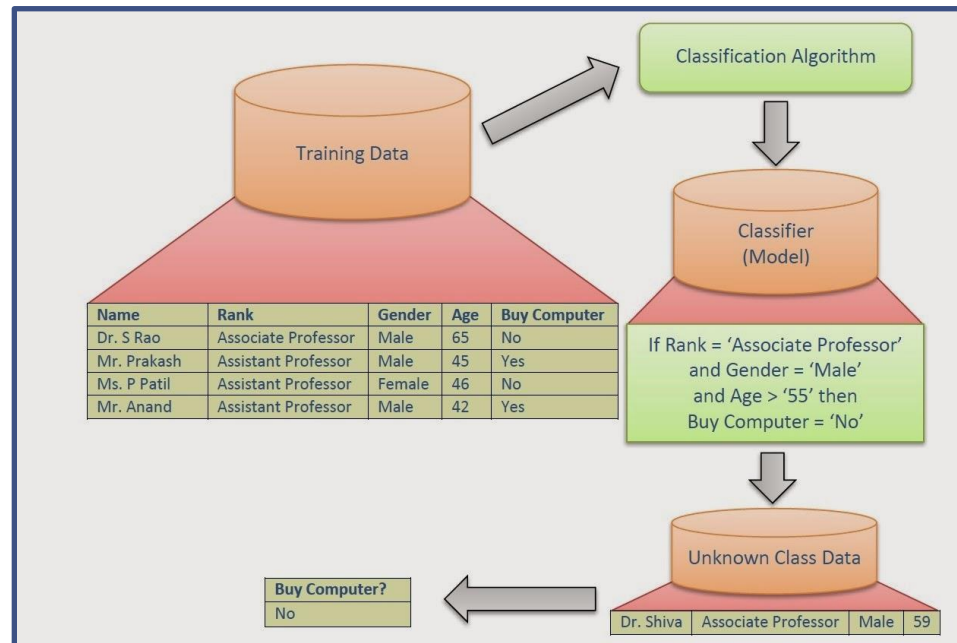 Classification Algorithm
Training Data
Classifier
(Model)
Name Rank Gender Age Buy Computer
Dr. S Rao Associate Professor Male 65 No
Mr. Prakash Assistant Professor Male 45 Yes
Ms. P Patil Assistant Professor Female 46 No
Mr. Anand Assistant Professor Male 42 Yes
If Rank = ‘Associate Professor’
and Gender = ‘Male’
and Age > ‘55’ then
Buy Computer = ‘No’
Unknown Class Data
Dr. Shiva Associate Professor Male 59
Buy Computer?
No